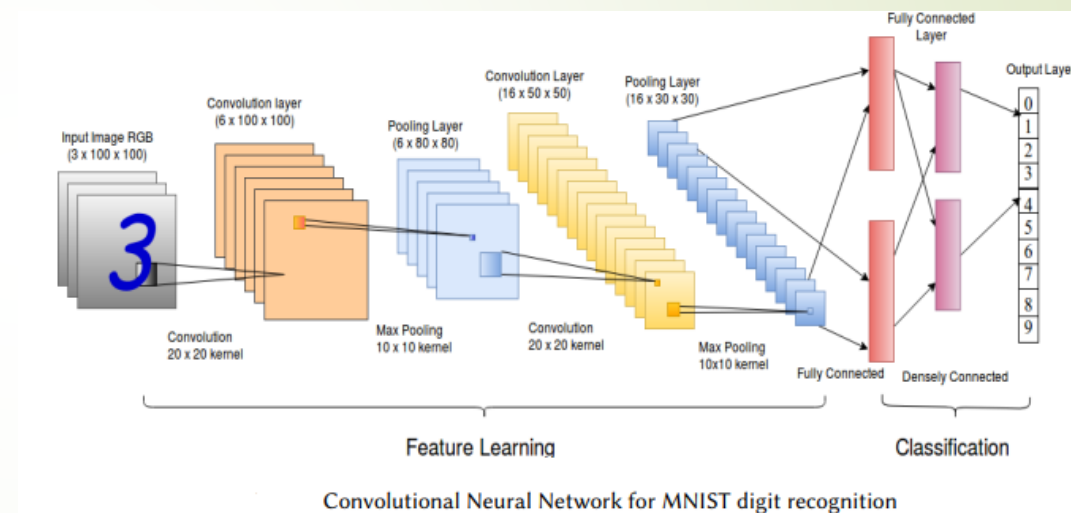 Fully Connected
Layer
Output Laye
Convolution Layer
(16 x 50 x 50)
Pooling Layer
(16 x 30 x 30)
Convolution layer
(6 x 100 x 100)
Pooling Layer
(6 x 80 x 80)
Input Image RGB
(3 x 100 x 100)
3
0
1
2
3
4
5
6
7
8
9
Convolution
20 x 20 kernel
Max Pooling
10 x 10 kernel
Convolution
20 x 20 kernel
Max Pooling
10x10 kernel
Fully Connected
Densely Connected
Feature Learning
Classification
Convolutional Neural Network for MNIST digit recognition